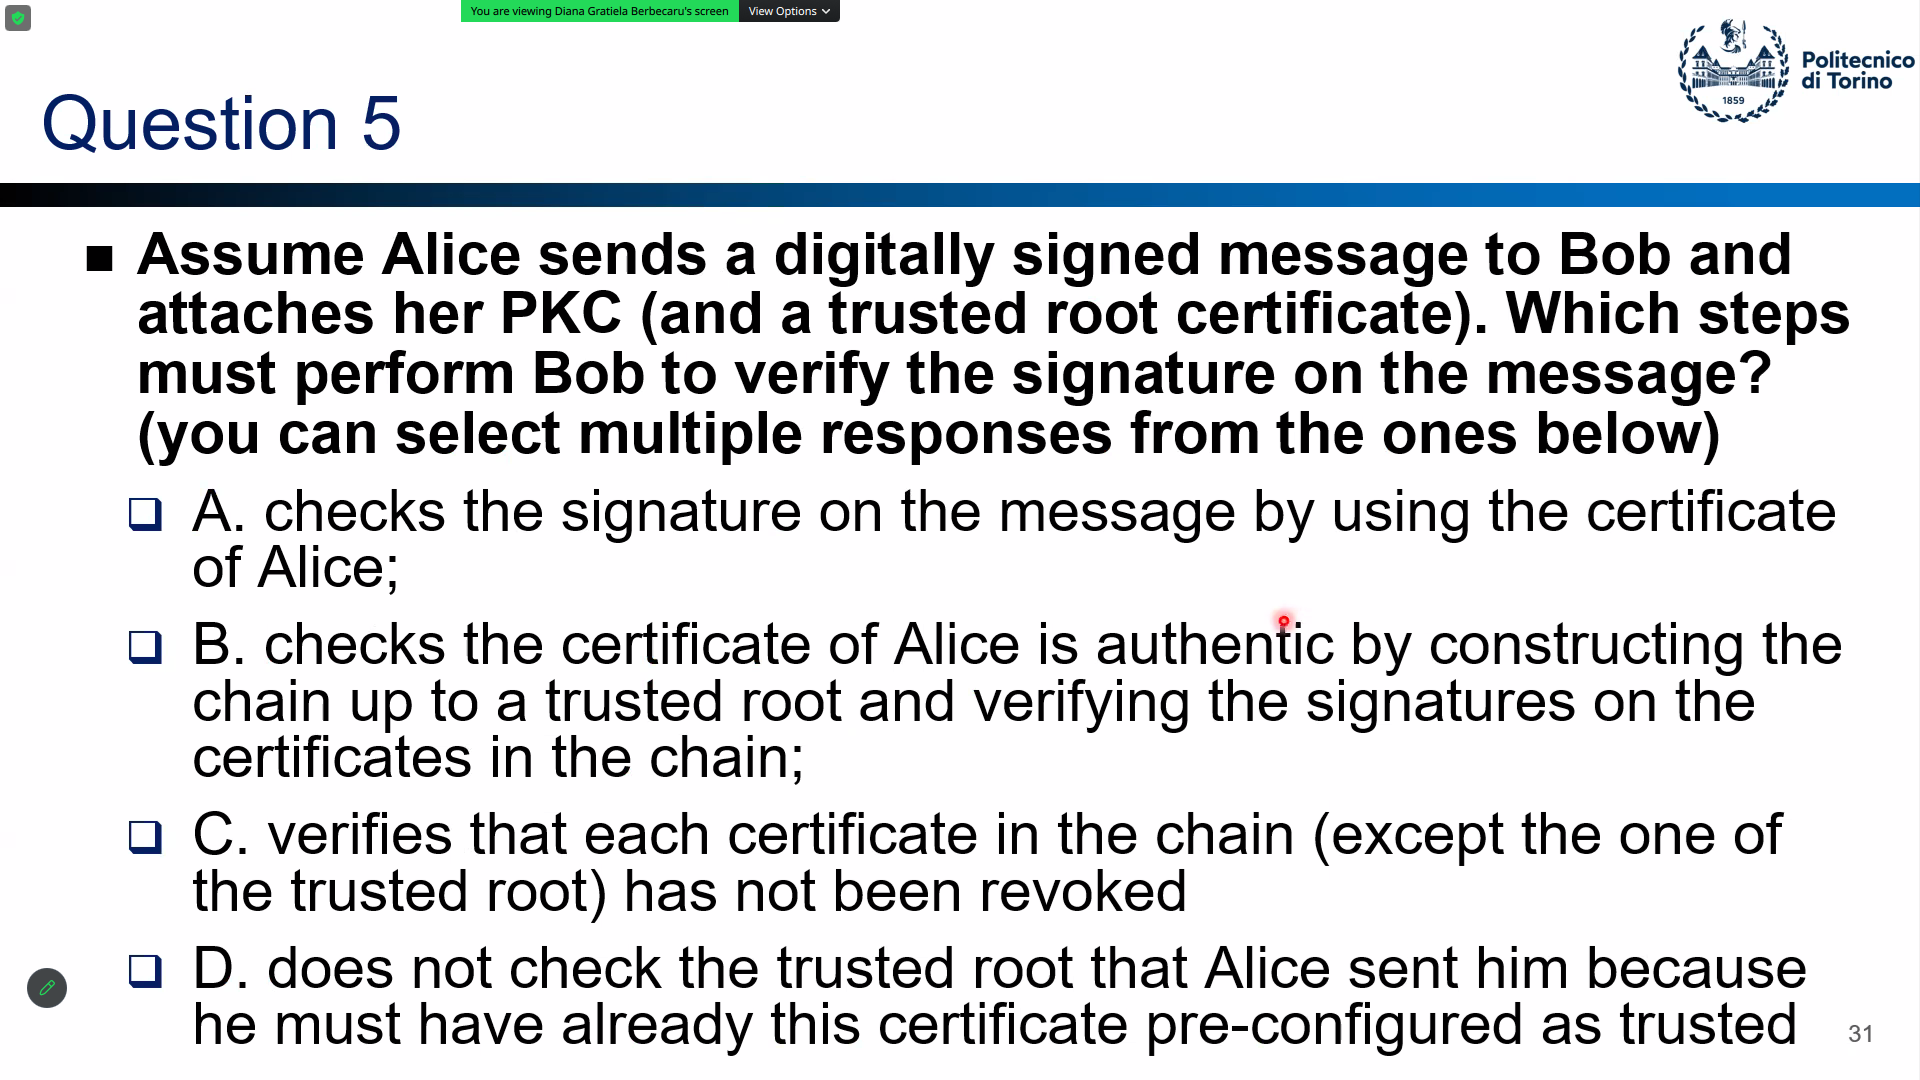 You are viewing Diana Gratiela Berbecaru's screen
View Options
Politecnico
di Torino
1859
Question 5
Assume Alice sends a digitally signed message to Bob and
attaches her PKC (and a trusted root certificate). Which steps
must perform Bob to verify the signature on the message?
(you can select multiple responses from the ones below)
A. checks the signature on the message by using the certificate
of Alice;
B. checks the certificate of Alice is authentic by constructing the
chain up to a trusted root and verifying the signatures on the
certificates in the chain;
C. verifies that each certificate in the chain (except the one of
the trusted root) has not been revoked
D. does not check the trusted root that Alice sent him because
he must have already this certificate pre-configured as trusted
31